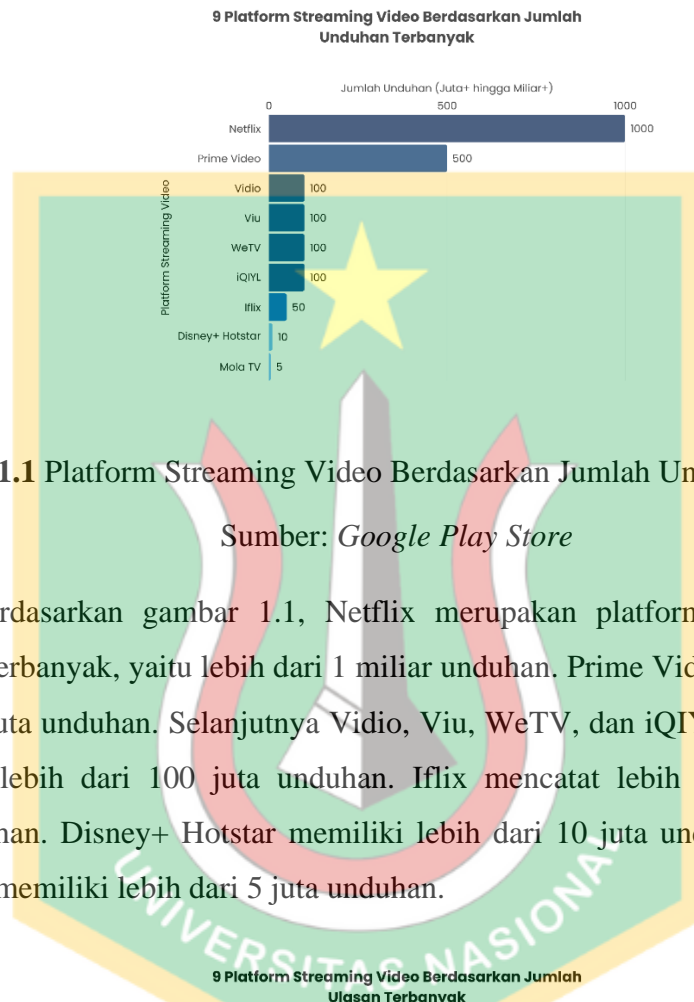 9 Platform Streaming Video Berdasarkan Jumlah
Unduhan Terbanyak
Jumlah Unduhan (Juta+ hingga Miliar+)
0 500 1000
Platform Streaming Video
Netflix 1000
Prime Video 500
Vidio 100
Viu 100
WeTV 100
iQIYL 100
Iflix 50
Disney+ Hotstar 10
Mola TV 5
1.1 Platform Streaming Video Berdasarkan Jumlah Un
Sumber: Google Play Store
rdasarkan gambar 1.1, Netflix merupakan platform
erbanyak, yaitu lebih dari 1 miliar unduhan. Prime Vid
uta unduhan. Selanjutnya Vidio, Viu, WeTV, dan iQIY
lebih dari 100 juta unduhan. Iflix mencatat lebih
han. Disney+ Hotstar memiliki lebih dari 10 juta und
memiliki lebih dari 5 juta unduhan.
UNIVERSITAS NASIONAL
9 Platform Streaming Video Berdasarkan Jumlah
Ulasan Terbanyak